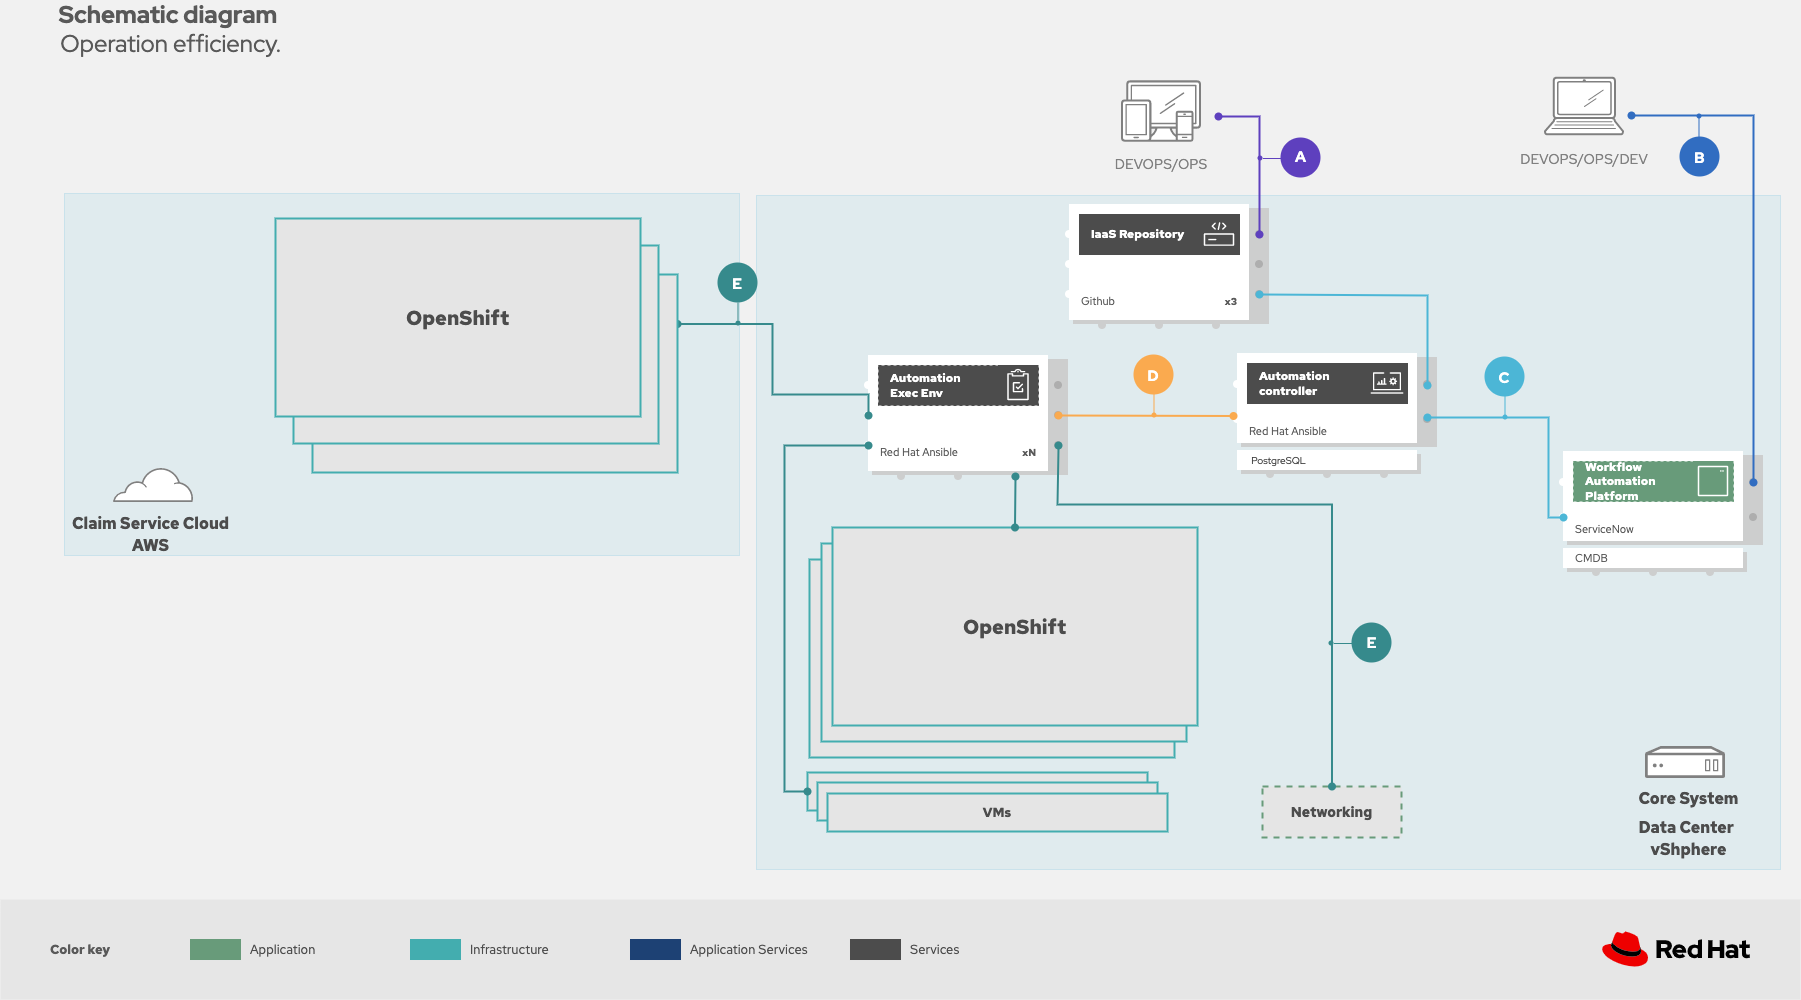 Schematic diagram
Operation efficiency.
DEVOPS/OPS
A
DEVOPS/OPS/DEV
B
IaaS Repository
Github x3
OpenShift
E
Automation
Exec Env
Red Hat Ansible xN
D
Automation
controller
Red Hat Ansible
PostgreSQL
C
Workflow
Automation
Platform
ServiceNow
CMDB
Claim Service Cloud
AWS
OpenShift
E
VMs
Networking
Core System
Data Center
vShphere
Color key
Application
Infrastructure
Application Services
Services
Red Hat